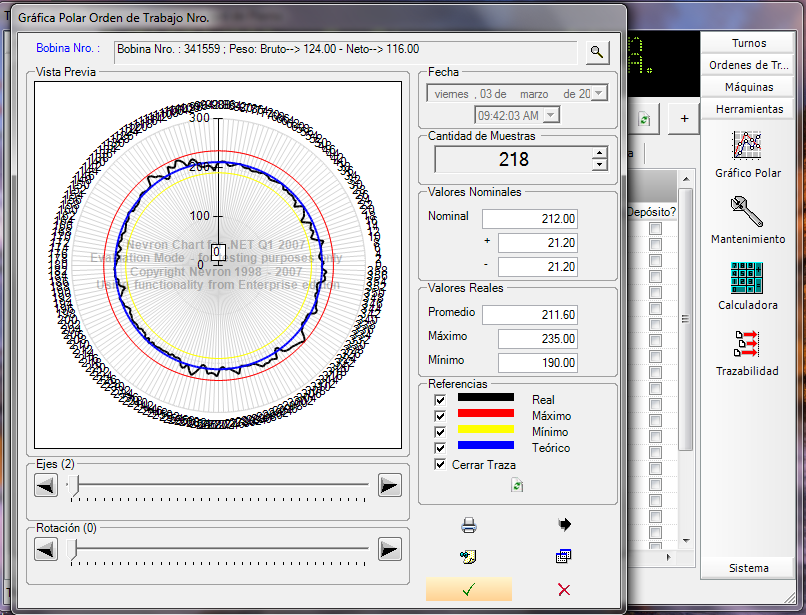 Gráfica Polar Orden de Trabajo Nro.
Bobina Nro. :
Bobina Nro. : 341559 ; Peso: Bruto--> 124.00 - Neto--> 116.00
Vista Previa
300
200
100
0
0
Nevron Chart for .NET Q1 2007
Evaluation Mode - for testing purposes only
Copyright Nevron 1998 - 2007
Using functionality from Enterprise edition
Ejes (2)
Rotación (0)
Fecha
viernes , 03 de marzo de 20
09:42:03 AM
Cantidad de Muestras
218
Valores Nominales
Nominal 212.00
+ 21.20
- 21.20
Valores Reales
Promedio 211.60
Máximo 235.00
Mínimo 190.00
Referencias
Real
Máximo
Mínimo
Teórico
Cerrar Traza
+
Depósito?
Turnos
Ordenes de Tr...
Máquinas
Herramientas
Gráfico Polar
Mantenimiento
Calculadora
Trazabilidad
Sistema